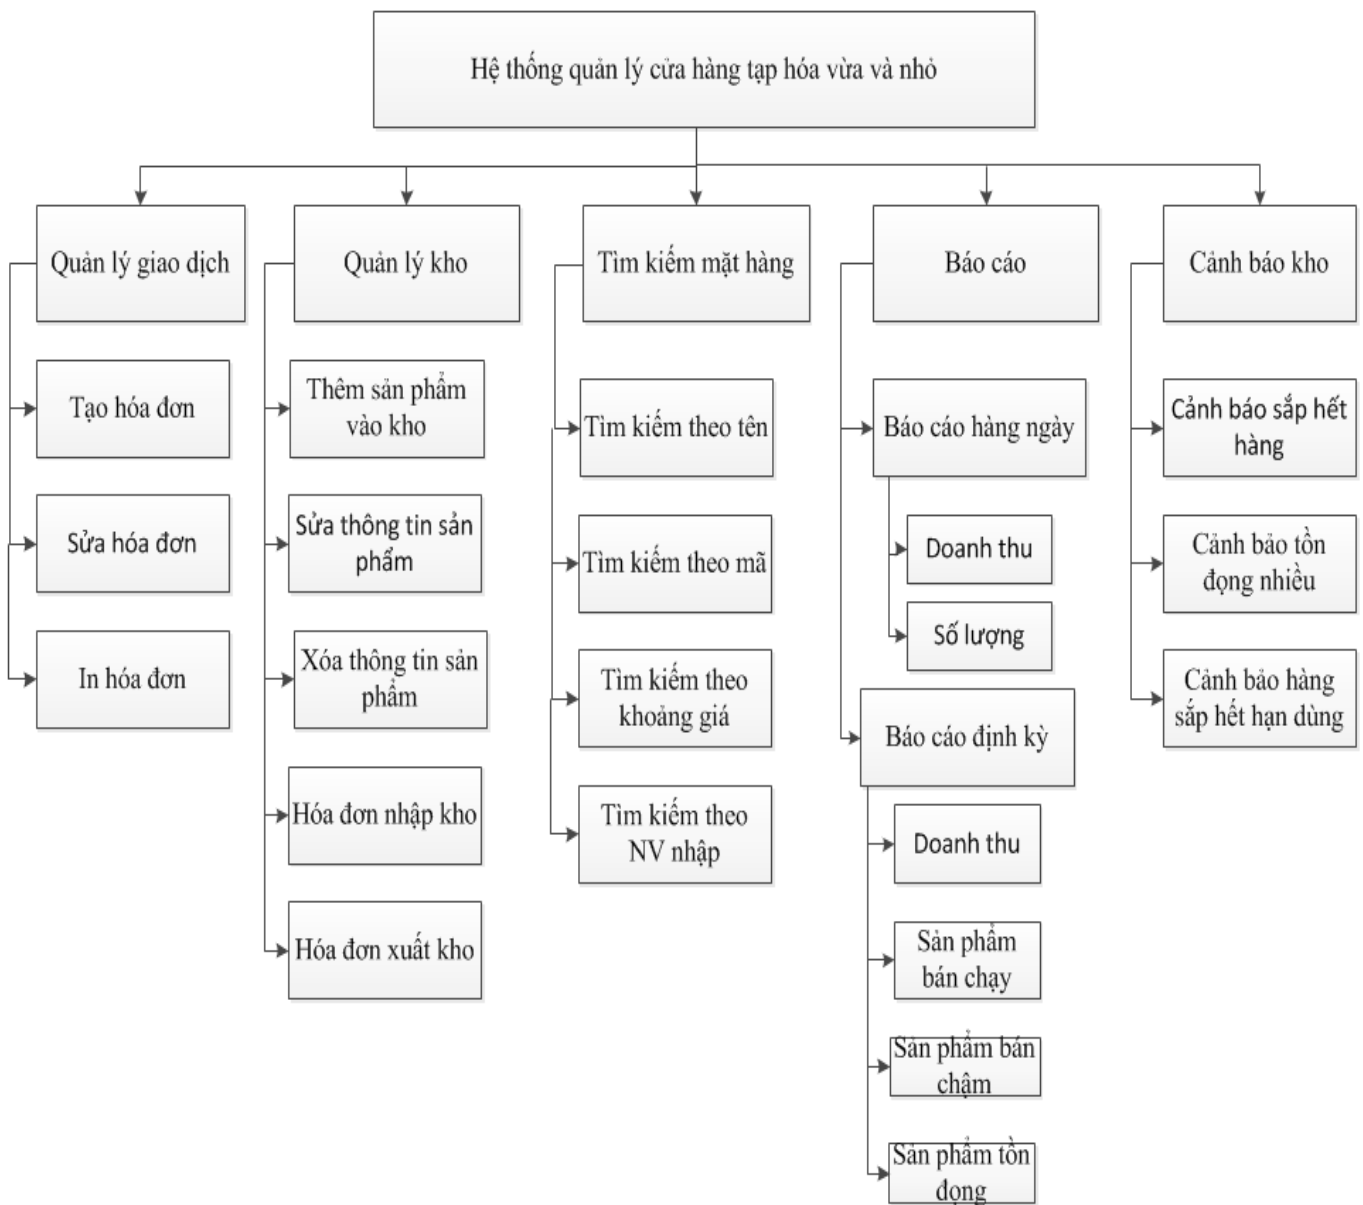 Hệ thống quản lý cửa hàng tạp hóa vừa và nhỏ
Quản lý giao dịch
Tạo hóa đơn
Sửa hóa đơn
In hóa đơn
Quản lý kho
Thêm sản phẩm
vào kho
Sửa thông tin sản
phẩm
Xóa thông tin sản
phẩm
Hóa đơn nhập kho
Hóa đơn xuất kho
Tìm kiếm mặt hàng
Tìm kiếm theo tên
Tìm kiếm theo mã
Tìm kiếm theo
khoảng giá
Tìm kiếm theo
NV nhập
Báo cáo
Báo cáo hàng ngày
Doanh thu
Số lượng
Báo cáo định kỳ
Doanh thu
Sản phẩm
bán chạy
Sản phẩm bán
chậm
Sản phẩm tồn
đọng
Cảnh báo kho
Cảnh báo sắp hết
hàng
Cảnh bảo tồn
đọng nhiều
Cảnh bảo hàng
sắp hết hạn dùng